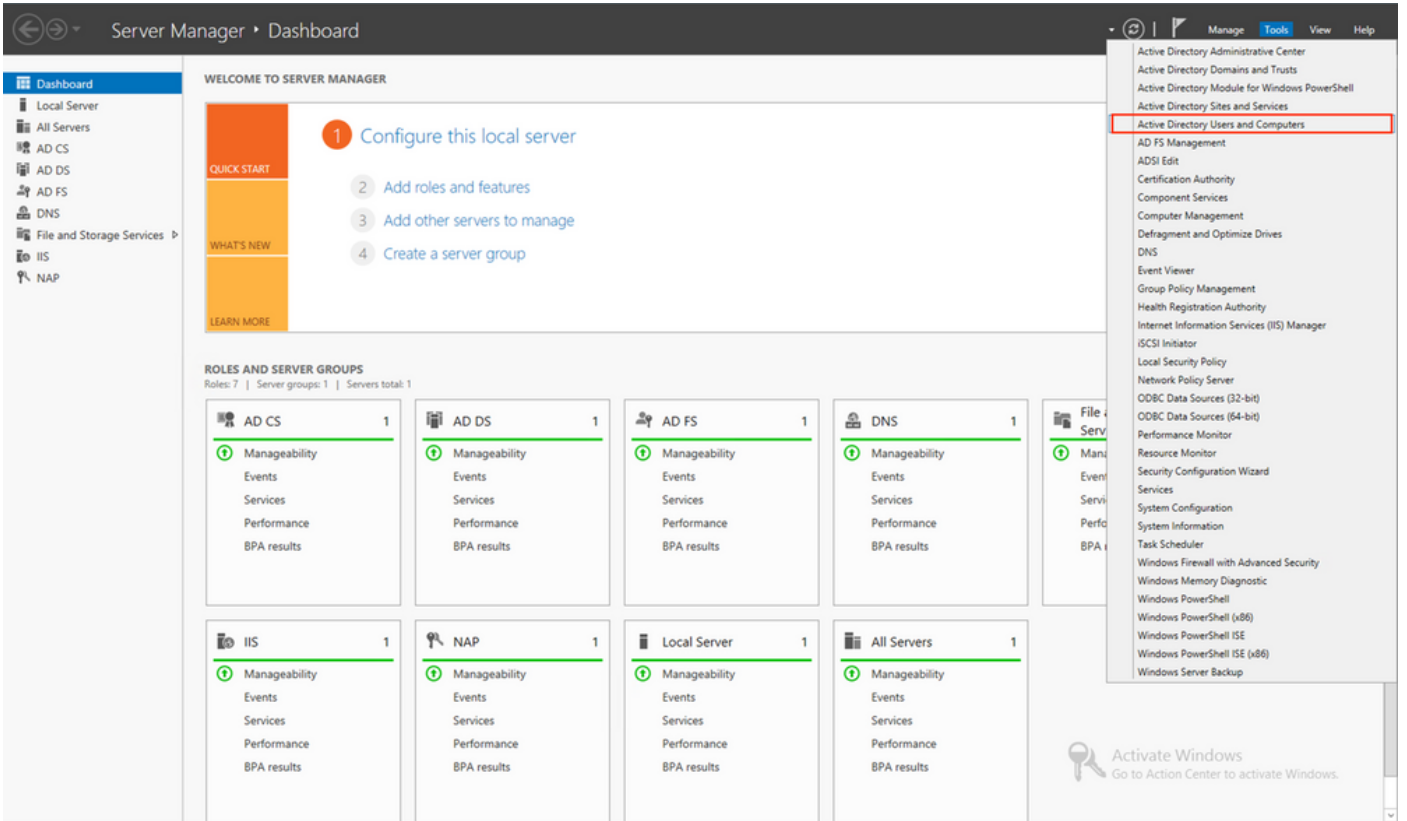 Server Manager ‣ Dashboard
Manage Tools View Help
Dashboard
Local Server
All Servers
AD CS
AD DS
AD FS
DNS
File and Storage Services
IIS
NAP
WELCOME TO SERVER MANAGER
QUICK START
WHAT'S NEW
LEARN MORE
1 Configure this local server
2 Add roles and features
3 Add other servers to manage
4 Create a server group
ROLES AND SERVER GROUPS
Roles: 7 | Server groups: 1 | Servers total: 1
AD CS 1
Manageability
Events
Services
Performance
BPA results
AD DS 1
Manageability
Events
Services
Performance
BPA results
AD FS 1
Manageability
Events
Services
Performance
BPA results
DNS 1
Manageability
Events
Services
Performance
BPA results
File
IIS 1
Manageability
Events
Services
Performance
BPA results
NAP 1
Manageability
Events
Services
Performance
BPA results
Local Server 1
Manageability
Events
Services
Performance
BPA results
All Servers 1
Manageability
Events
Services
Performance
BPA results
Active Directory Administrative Center
Active Directory Domains and Trusts
Active Directory Module for Windows PowerShell
Active Directory Sites and Services
Active Directory Users and Computers
AD FS Management
ADSI Edit
Certification Authority
Component Services
Computer Management
Defragment and Optimize Drives
DNS
Event Viewer
Group Policy Management
Health Registration Authority
Internet Information Services (IIS) Manager
iSCSI Initiator
Local Security Policy
Network Policy Server
ODBC Data Sources (32-bit)
ODBC Data Sources (64-bit)
Performance Monitor
Resource Monitor
Security Configuration Wizard
Services
System Configuration
System Information
Task Scheduler
Windows Firewall with Advanced Security
Windows Memory Diagnostic
Windows PowerShell
Windows PowerShell (x86)
Windows PowerShell ISE
Windows PowerShell ISE (x86)
Windows Server Backup
Activate Windows
Go to Action Center to activate Windows.